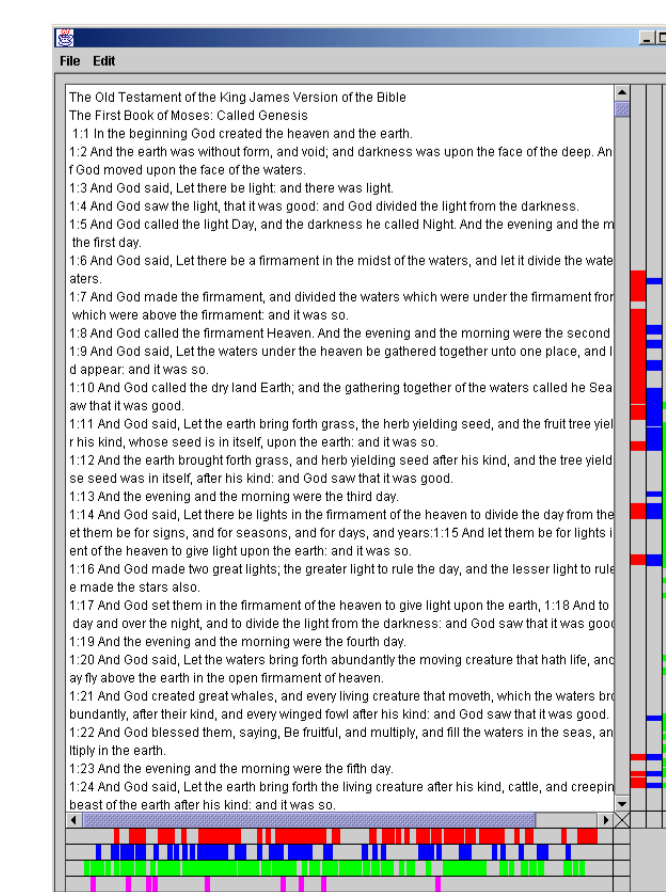 File Edit
The Old Testament of the King James Version of the Bible
The First Book of Moses: Called Genesis
1:1 In the beginning God created the heaven and the earth.
1:2 And the earth was without form, and void; and darkness was upon the face of the deep. An
f God moved upon the face of the waters.
1:3 And God said, Let there be light: and there was light.
1:4 And God saw the light, that it was good: and God divided the light from the darkness.
1:5 And God called the light Day, and the darkness he called Night. And the evening and the m
the first day.
1:6 And God said, Let there be a firmament in the midst of the waters, and let it divide the wate
aters.
1:7 And God made the firmament, and divided the waters which were under the firmament fror
which were above the firmament: and it was so.
1:8 And God called the firmament Heaven. And the evening and the morning were the second
1:9 And God said, Let the waters under the heaven be gathered together unto one place, and l
d appear: and it was so.
1:10 And God called the dry land Earth; and the gathering together of the waters called he Sea
aw that it was good.
1:11 And God said, Let the earth bring forth grass, the herb yielding seed, and the fruit tree yiel
r his kind, whose seed is in itself, upon the earth: and it was so.
1:12 And the earth brought forth grass, and herb yielding seed after his kind, and the tree yield
se seed was in itself, after his kind: and God saw that it was good.
1:13 And the evening and the morning were the third day.
1:14 And God said, Let there be lights in the firmament of the heaven to divide the day from the
et them be for signs, and for seasons, and for days, and years:1:15 And let them be for lights i
ent of the heaven to give light upon the earth: and it was so.
1:16 And God made two great lights; the greater light to rule the day, and the lesser light to rule
e made the stars also.
1:17 And God set them in the firmament of the heaven to give light upon the earth, 1:18 And to
day and over the night, and to divide the light from the darkness: and God saw that it was good
1:19 And the evening and the morning were the fourth day.
1:20 And God said, Let the waters bring forth abundantly the moving creature that hath life, and
ay fly above the earth in the open firmament of heaven.
1:21 And God created great whales, and every living creature that moveth, which the waters bro
bundantly, after their kind, and every winged fowl after his kind: and God saw that it was good.
1:22 And God blessed them, saying, Be fruitful, and multiply, and fill the waters in the seas, an
ltiply in the earth.
1:23 And the evening and the morning were the fifth day.
1:24 And God said, Let the earth bring forth the living creature after his kind, cattle, and creepin
beast of the earth after his kind: and it was so.